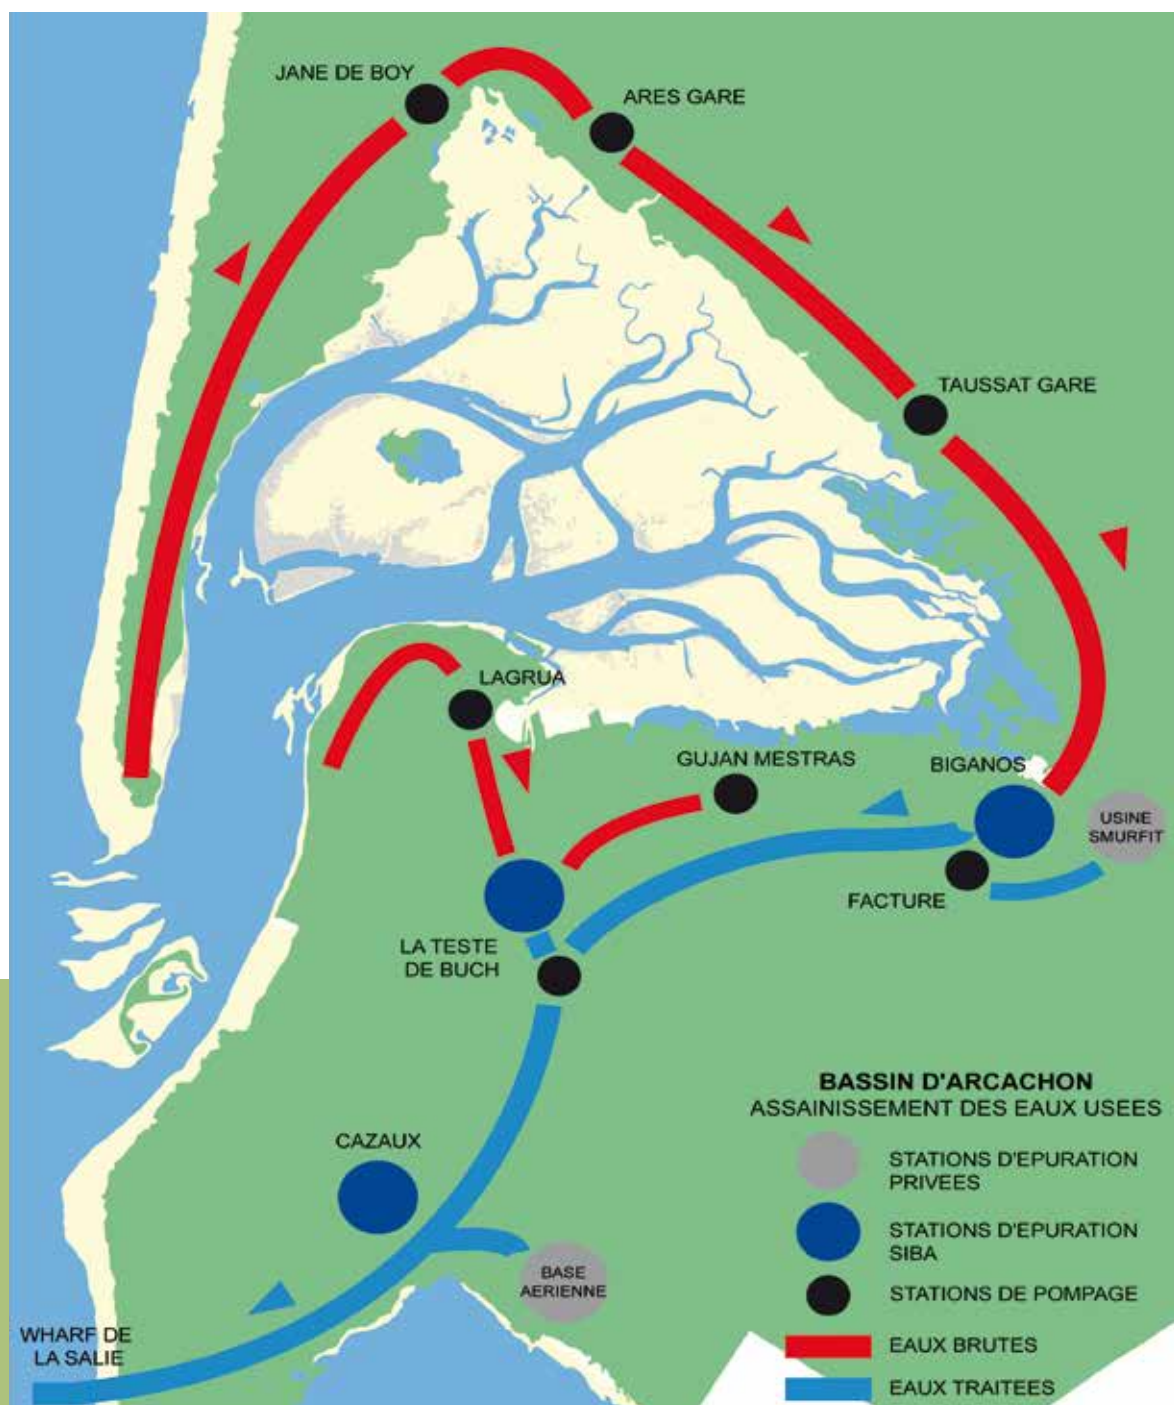 JANE DE BOY
ARES GARE
TAUSSAT GARE
LAGRUA
GUJAN MESTRAS
BIGANOS
USINE
SMURFIT
FACTURE
LA TESTE
DE BUCH
CAZAUX
BASE
AERIENNE
WHARF DE
LA SALIE
BASSIN D'ARCACHON
ASSAINISSEMENT DES EAUX USEES
STATIONS D'EPURATION
PRIVEES
STATIONS D'EPURATION
SIBA
STATIONS DE POMPAGE
EAUX BRUTES
EAUX TRAITEES